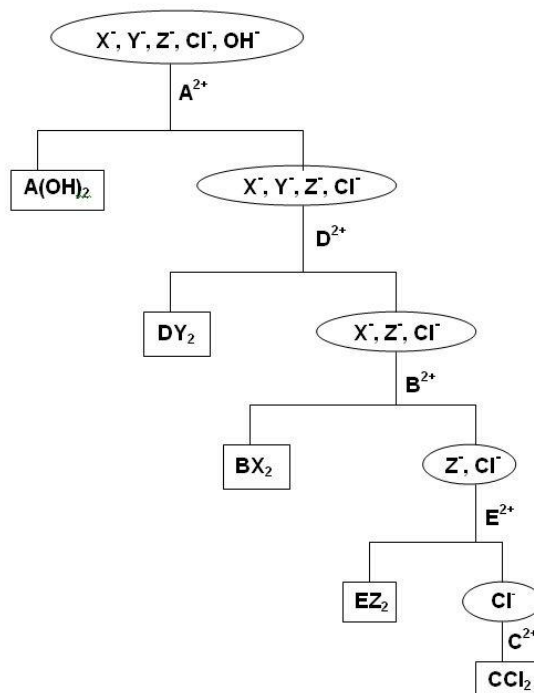 X⁻, Y⁻, Z⁻, Cl⁻, OH⁻
A²⁺
A(OH)₂
X⁻, Y⁻, Z⁻, Cl⁻
D²⁺
DY₂
X⁻, Z⁻, Cl⁻
B²⁺
BX₂
Z⁻, Cl⁻
E²⁺
EZ₂
Cl⁻
C²⁺
CCl₂